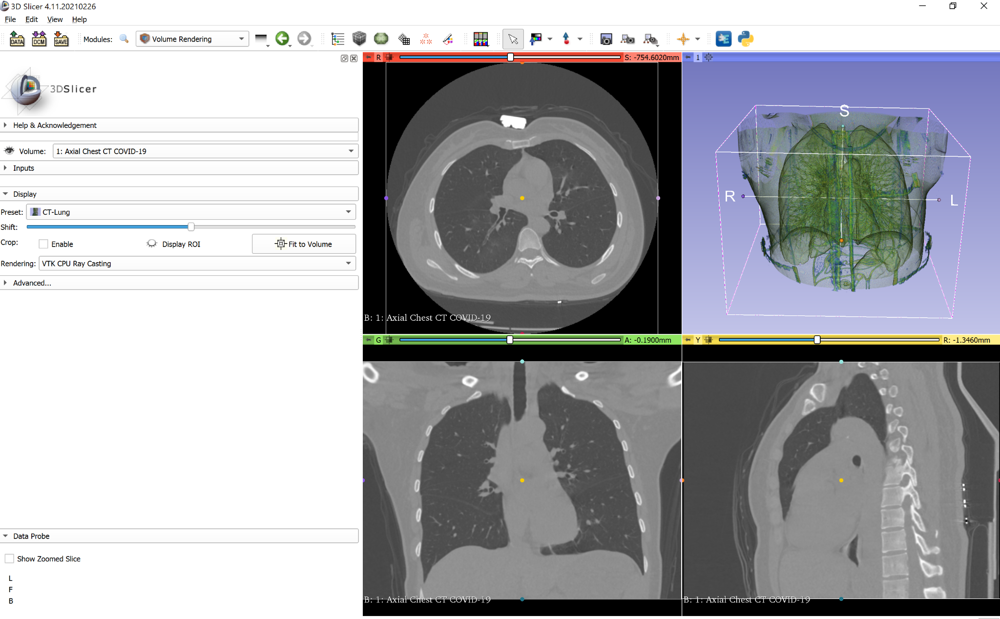 3D Slicer 4.11.20210226
File Edit View Help
DATA DCM SAVE Modules: Volume Rendering
3DSlicer
Help & Acknowledgement
Volume: 1: Axial Chest CT COVID-19
Inputs
Display
Preset: CT-Lung
Shift:
Crop: Enable Display ROI Fit to Volume
Rendering: VTK CPU Ray Casting
Advanced...
Data Probe
Show Zoomed Slice
L
F
B
R S: -754.6020mm
B: 1: Axial Chest CT COVID-19
1
S
R L
G A: -0.1900mm
B: 1: Axial Chest CT COVID-19
Y R: -1.3460mm
B: 1: Axial Chest CT COVID-19